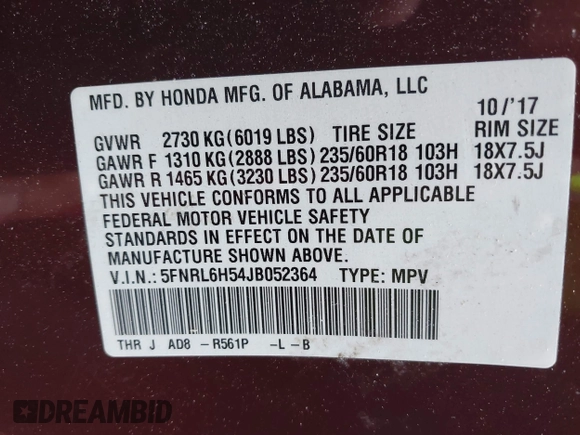 MFD. BY HONDA MFG. OF ALABAMA, LLC
10/'17
GVWR 2730 KG(6019 LBS) TIRE SIZE RIM SIZE
GAWR F 1310 KG(2888 LBS) 235/60R18 103H 18X7.5J
GAWR R 1465 KG(3230 LBS) 235/60R18 103H 18X7.5J
THIS VEHICLE CONFORMS TO ALL APPLICABLE
FEDERAL MOTOR VEHICLE SAFETY
STANDARDS IN EFFECT ON THE DATE OF
MANUFACTURE SHOWN ABOVE.
V.I.N.: 5FNRL6H54JB052364 TYPE: MPV
THR J AD8 -R561P -L -B
DREAMBID